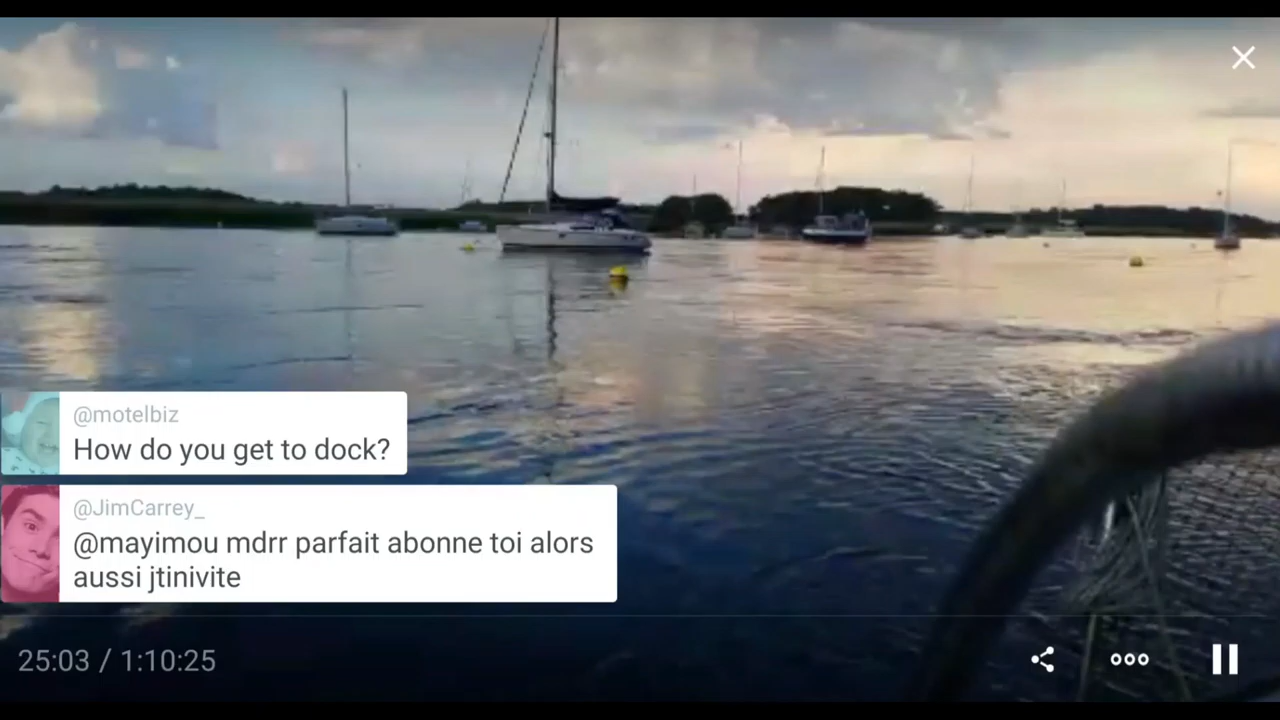 @motelbiz
How do you get to dock?
@JimCarrey_
@mayimou mdrr parfait abonne toi alors
aussi jtinivite
25:03 / 1:10:25